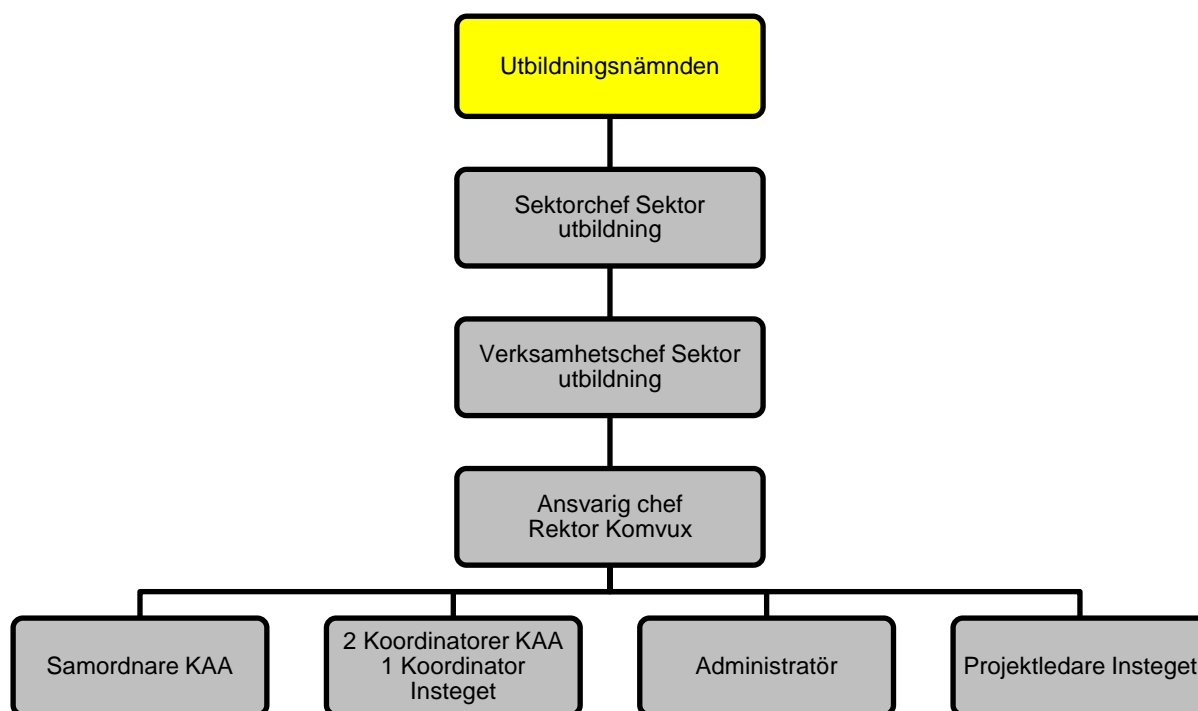 Utbildningsnämnden
Sektorchef Sektor
utbildning
Verksamhetschef Sektor
utbildning
Ansvarig chef
Rektor Komvux
Samordnare KAA
2 Koordinatorer KAA
1 Koordinator
Insteget
Administratör
Projektledare Insteget